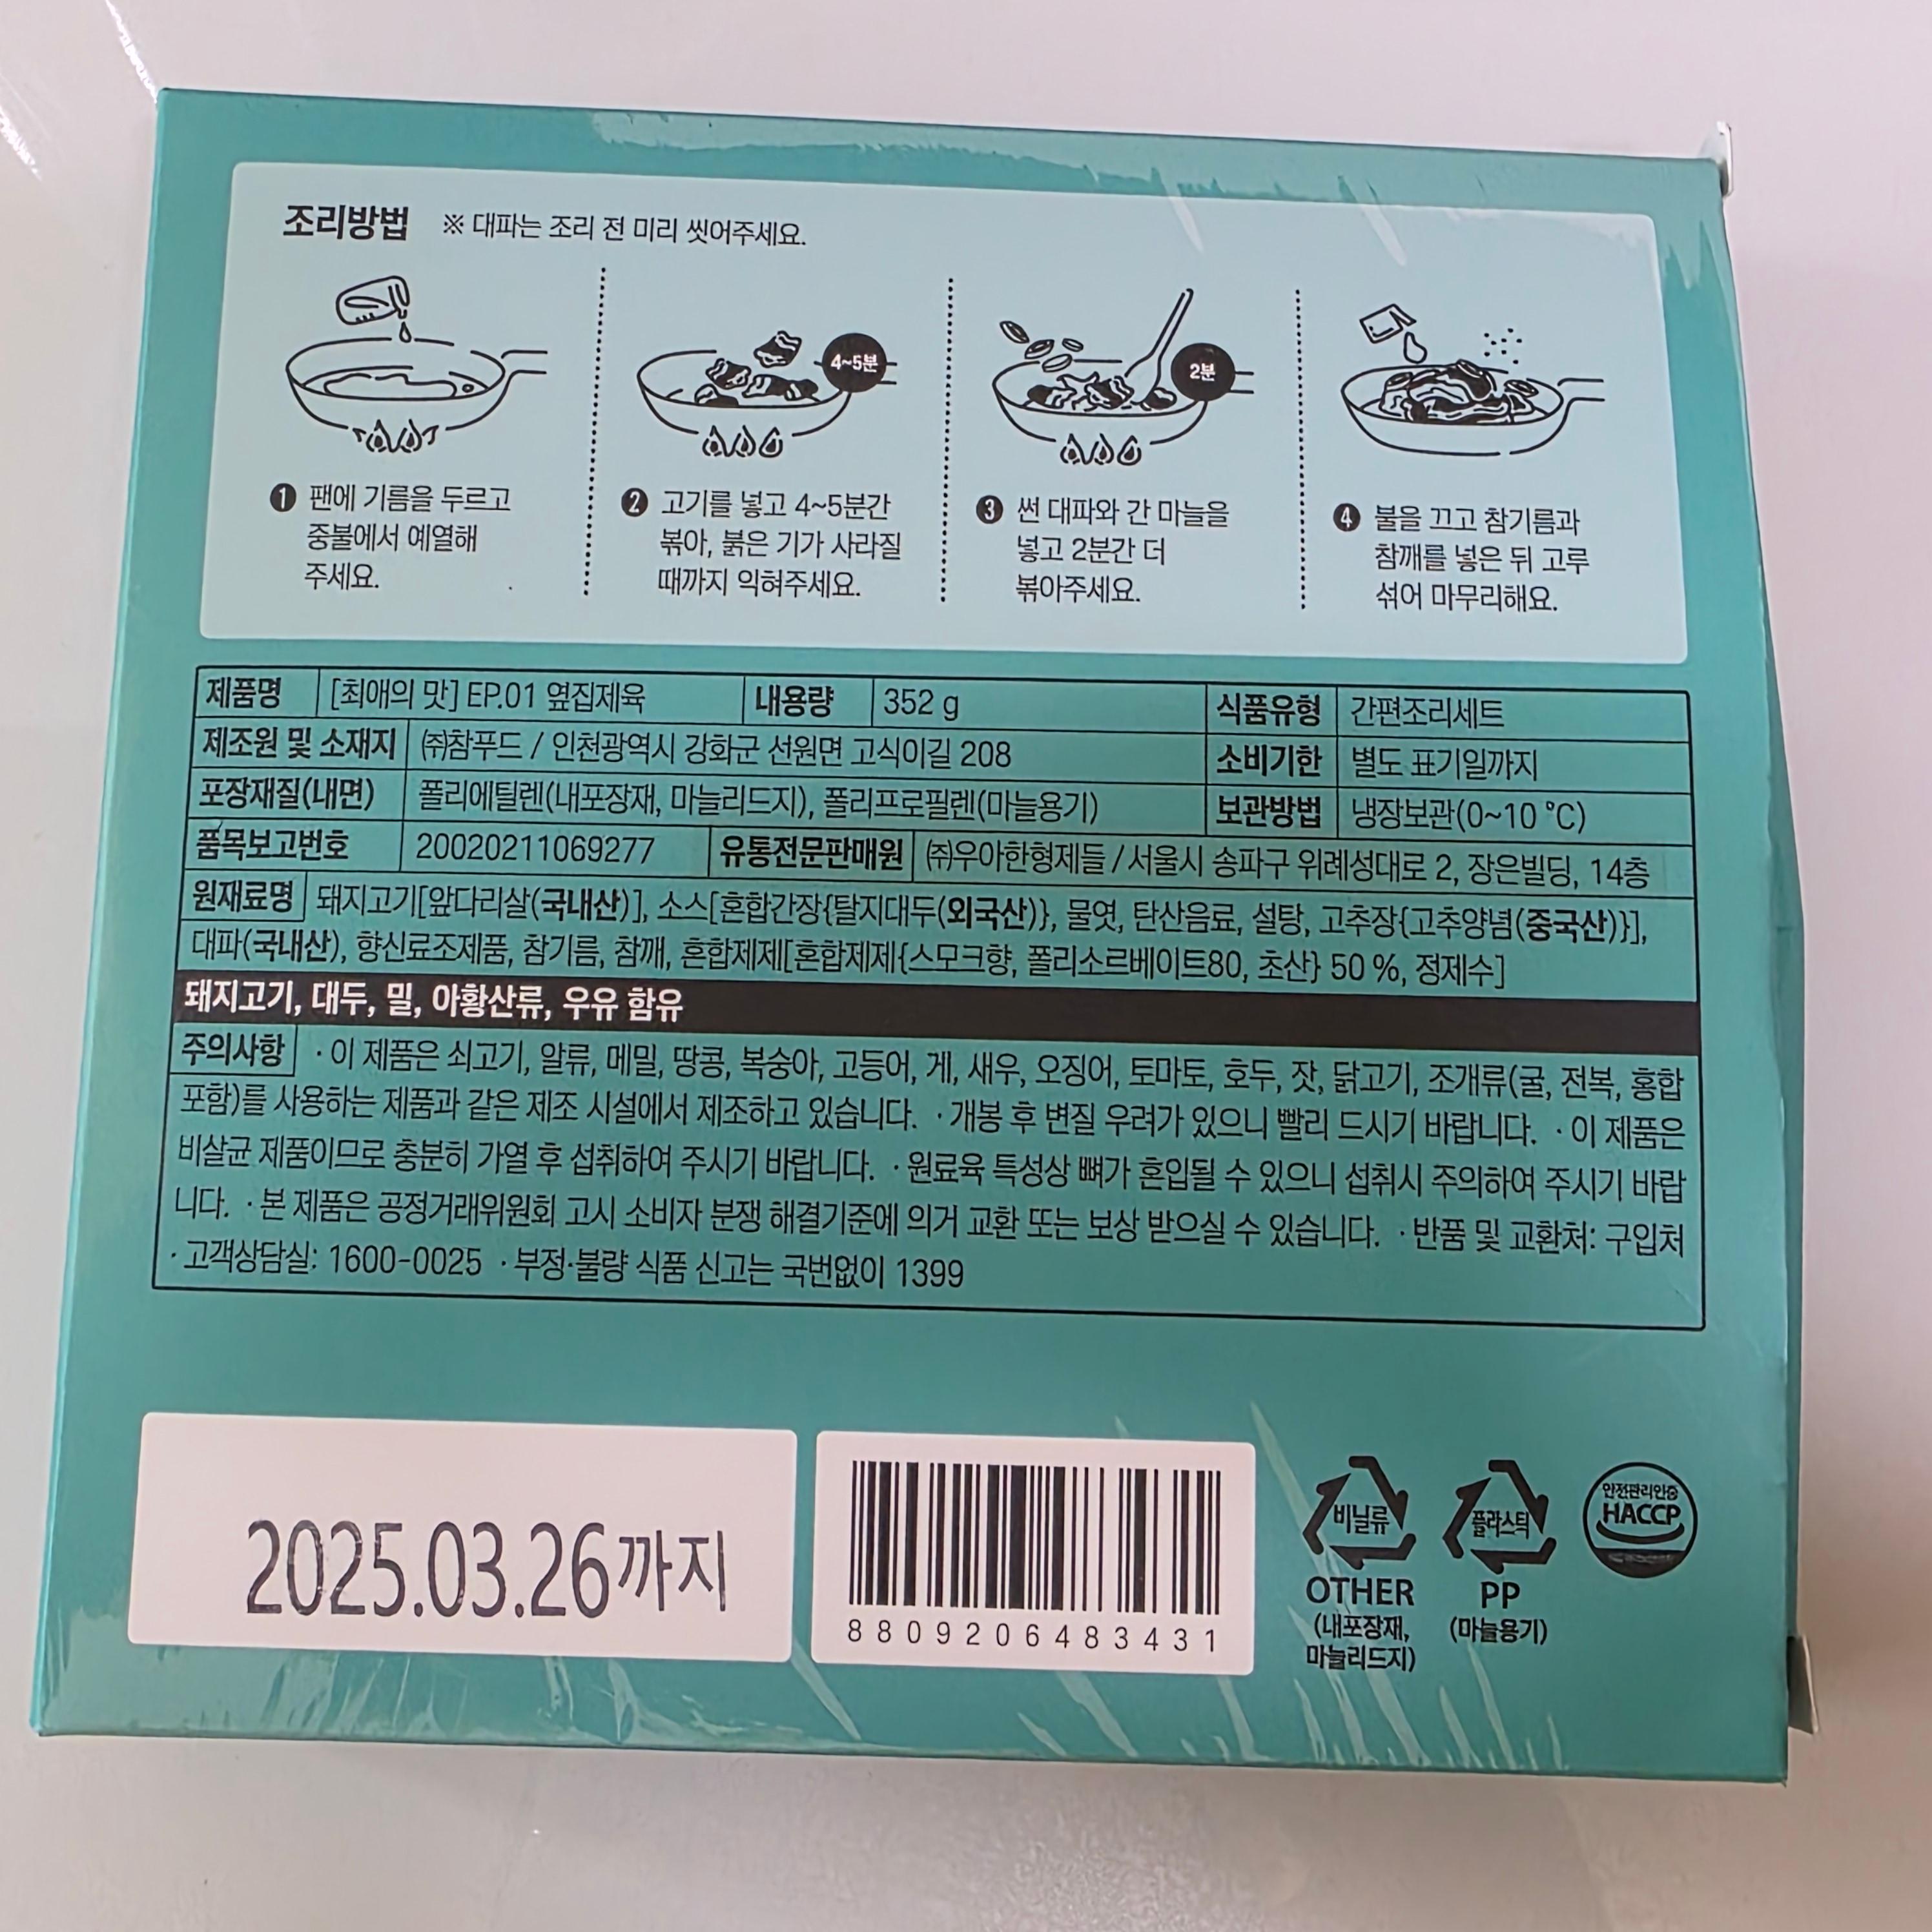 조리방법 ※ 대파는 조리 전 미리 씻어주세요.
4~5분
2분
❶ 팬에 기름을 두르고
중불에서 예열해
주세요.
❷ 고기를 넣고 4~5분간
볶아, 붉은 기가 사라질
때까지 익혀주세요.
❸ 썬 대파와 간 마늘을
넣고 2분간 더
볶아주세요.
❹ 불을 끄고 참기름과
참깨를 넣은 뒤 고루
섞어 마무리해요.
제품명 [최애의 맛] EP.01 옆집제육 내용량 352 g 식품유형 간편조리세트
제조원 및 소재지 ㈜참푸드 / 인천광역시 강화군 선원면 고식이길 208 소비기한 별도 표기일까지
포장재질(내면) 폴리에틸렌(내포장재, 마늘리드지), 폴리프로필렌(마늘용기) 보관방법 냉장보관(0~10 °C)
품목보고번호 20020211069277 유통전문판매원 ㈜우아한형제들 / 서울시 송파구 위례성대로 2, 장은빌딩, 14층
원재료명 돼지고기[앞다리살(국내산)], 소스[혼합간장{탈지대두(외국산)}, 물엿, 탄산음료, 설탕, 고추장{고추양념(중국산)}],
대파(국내산), 향신료조제품, 참기름, 참깨, 혼합제제[혼합제제{스모크향, 폴리소르베이트80, 초산} 50 %, 정제수]
돼지고기, 대두, 밀, 아황산류, 우유 함유
주의사항 · 이 제품은 쇠고기, 알류, 메밀, 땅콩, 복숭아, 고등어, 게, 새우, 오징어, 토마토, 호두, 잣, 닭고기, 조개류(굴, 전복, 홍합
포함)를 사용하는 제품과 같은 제조 시설에서 제조하고 있습니다. · 개봉 후 변질 우려가 있으니 빨리 드시기 바랍니다. · 이 제품은
비살균 제품이므로 충분히 가열 후 섭취하여 주시기 바랍니다. · 원료육 특성상 뼈가 혼입될 수 있으니 섭취시 주의하여 주시기 바랍
니다. · 본 제품은 공정거래위원회 고시 소비자 분쟁 해결기준에 의거 교환 또는 보상 받으실 수 있습니다. · 반품 및 교환처: 구입처
· 고객상담실: 1600-0025 · 부정·불량 식품 신고는 국번없이 1399
2025.03.26까지
8809206483431
비닐류
OTHER
(내포장재,
마늘리드지)
플라스틱
PP
(마늘용기)
안전관리인증
HACCP